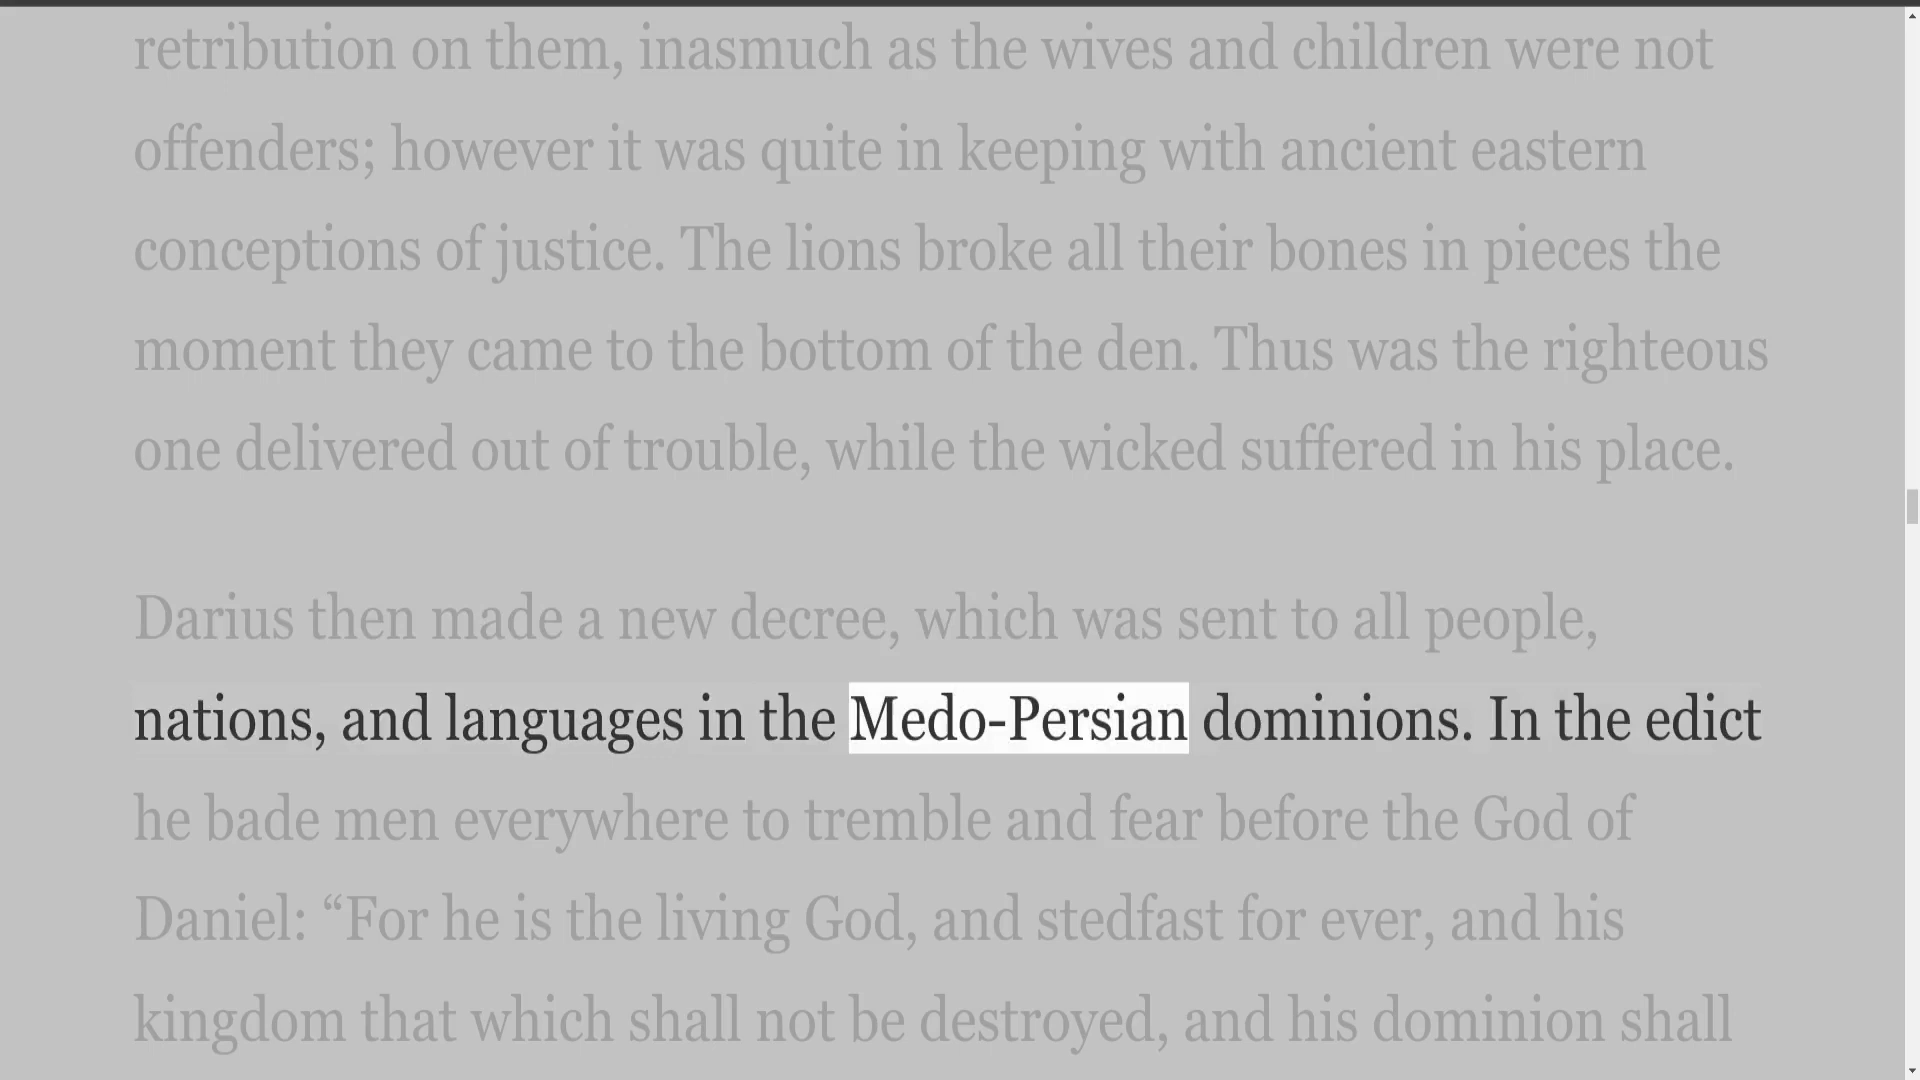 retribution on them, inasmuch as the wives and children were not
offenders; however it was quite in keeping with ancient eastern
conceptions of justice. The lions broke all their bones in pieces the
moment they came to the bottom of the den. Thus was the righteous
one delivered out of trouble, while the wicked suffered in his place.
Darius then made a new decree, which was sent to all people,
nations, and languages in the Medo-Persian dominions. In the edict
he bade men everywhere to tremble and fear before the God of
Daniel: “For he is the living God, and stedfast for ever, and his
kingdom that which shall not be destroyed, and his dominion shall